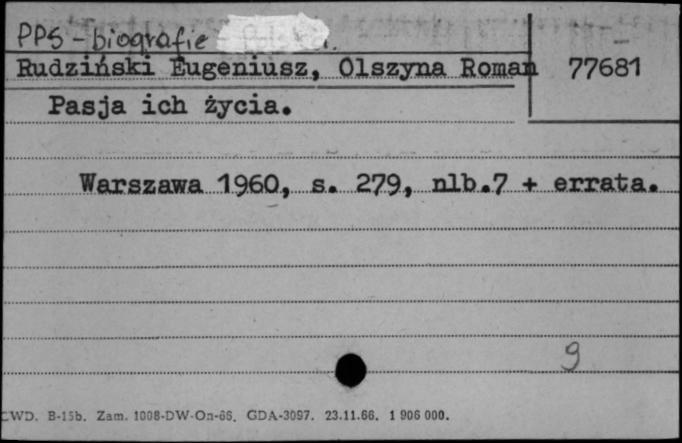 PPS - biografie
Rudziński Eugeniusz, Olszyna Roman 77681
Pasja ich życia.
Warszawa 1960, s. 279, nlb.7 + errata.
9
CWD. B-15b. Zam. 1008-DW-On-66. GDA-3097. 23.11.66. 1 906 000.